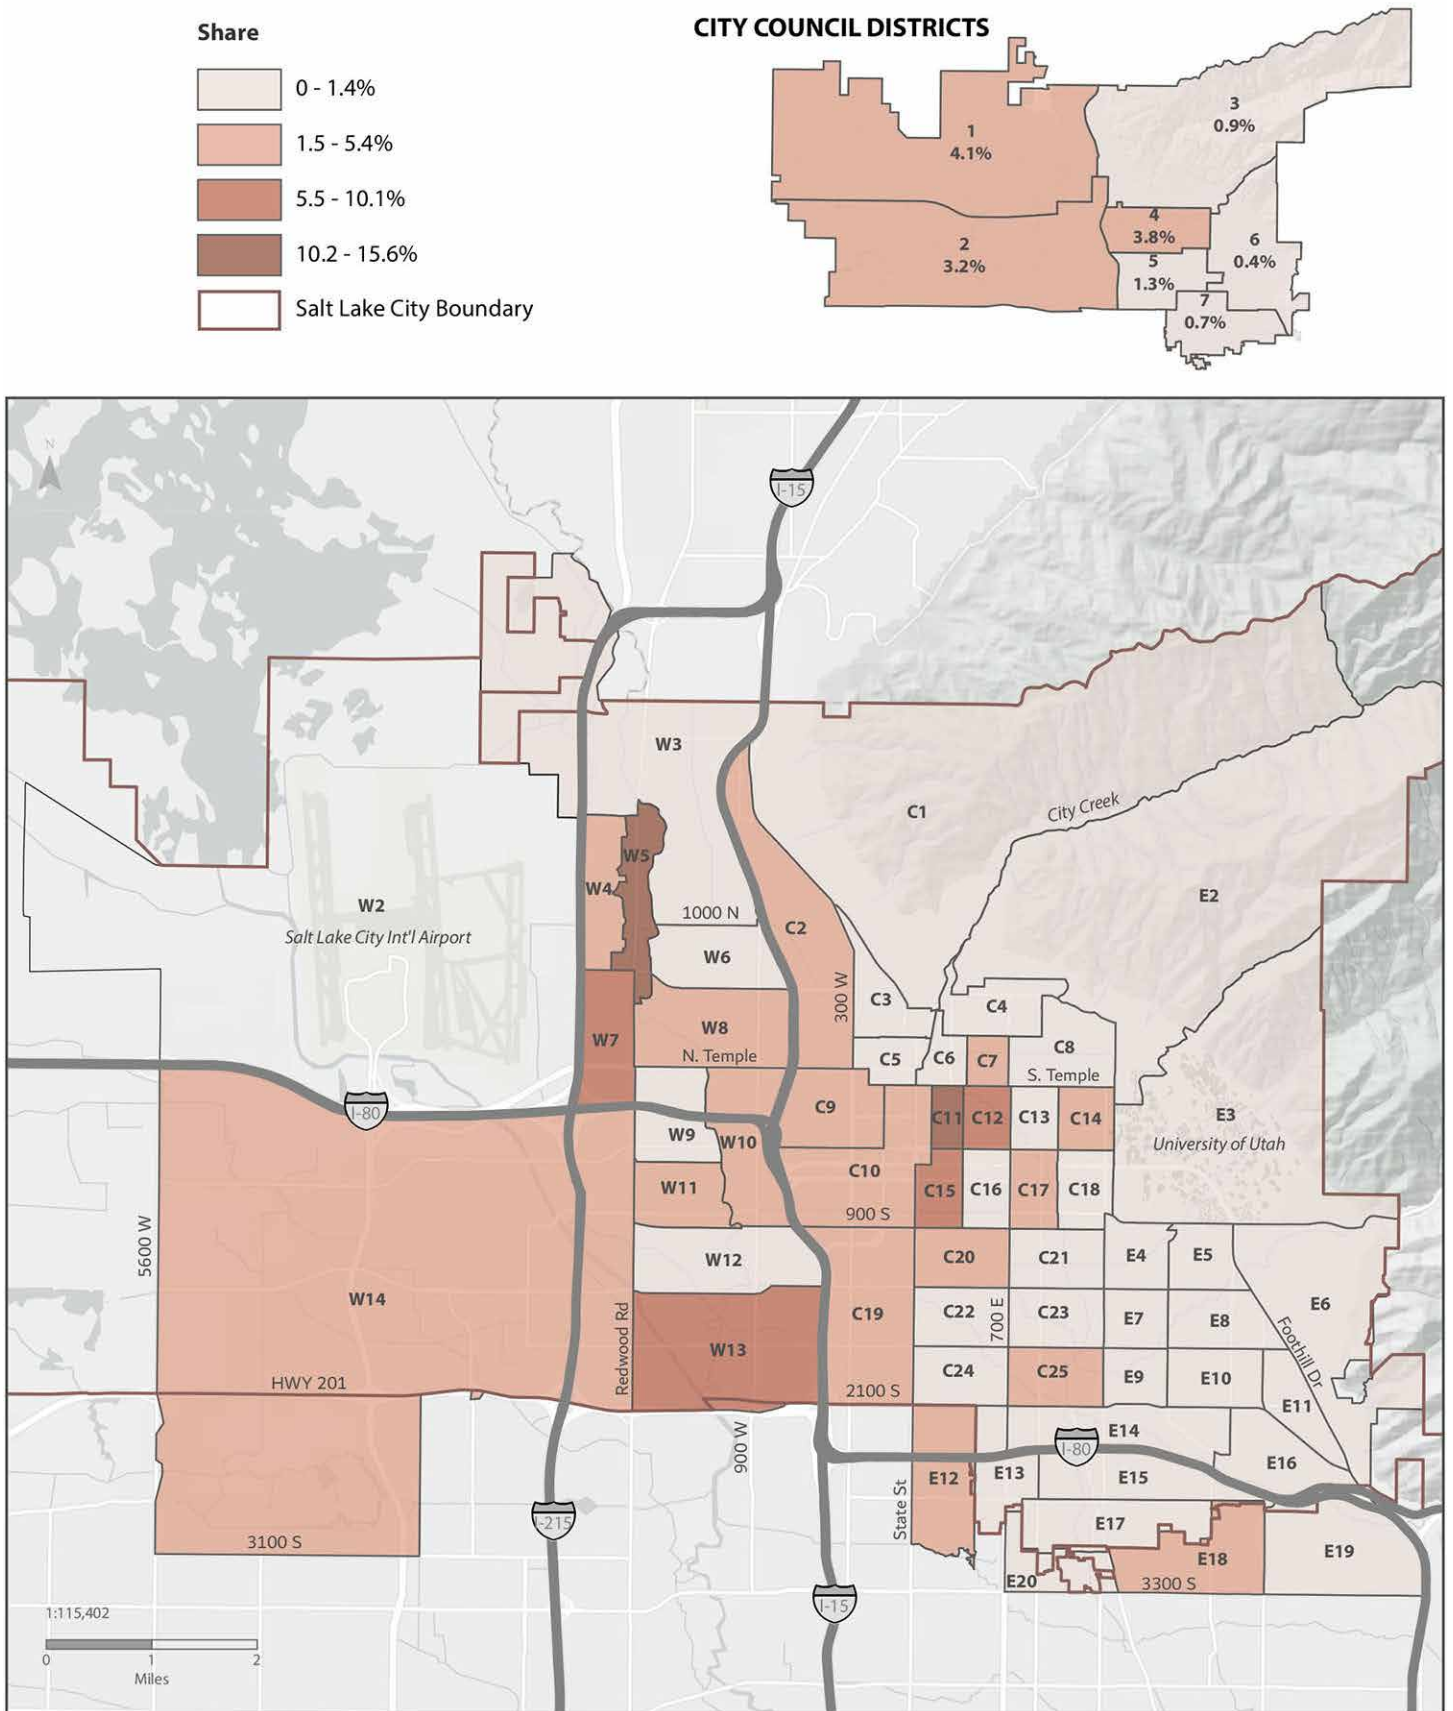 Share
0 - 1.4%
1.5 - 5.4%
5.5 - 10.1%
10.2 - 15.6%
Salt Lake City Boundary
CITY COUNCIL DISTRICTS
1
4.1%
2
3.2%
3
0.9%
4
3.8%
5
1.3%
6
0.4%
7
0.7%
N
I-15
W3
C1
City Creek
W5
W4
W2
Salt Lake City Int'l Airport
1000 N
C2
E2
W6
300 W
C3
C4
W7
W8
N. Temple
C5
C6
C7
C8
S. Temple
I-80
C9
C11
C12
C13
C14
E3
University of Utah
W9
W10
W11
C10
900 S
C15
C16
C17
C18
5600 W
W12
C20
C21
E4
E5
W14
C19
C22
700 E
C23
E7
E8
E6
Foothill Dr
Redwood Rd
W13
HWY 201
2100 S
C24
C25
E9
E10
E11
900 W
E14
I-80
State St
E12
E13
E15
E16
I-215
E17
E18
E19
3100 S
E20
3300 S
I-15
1:115,402
0
1
2
Miles